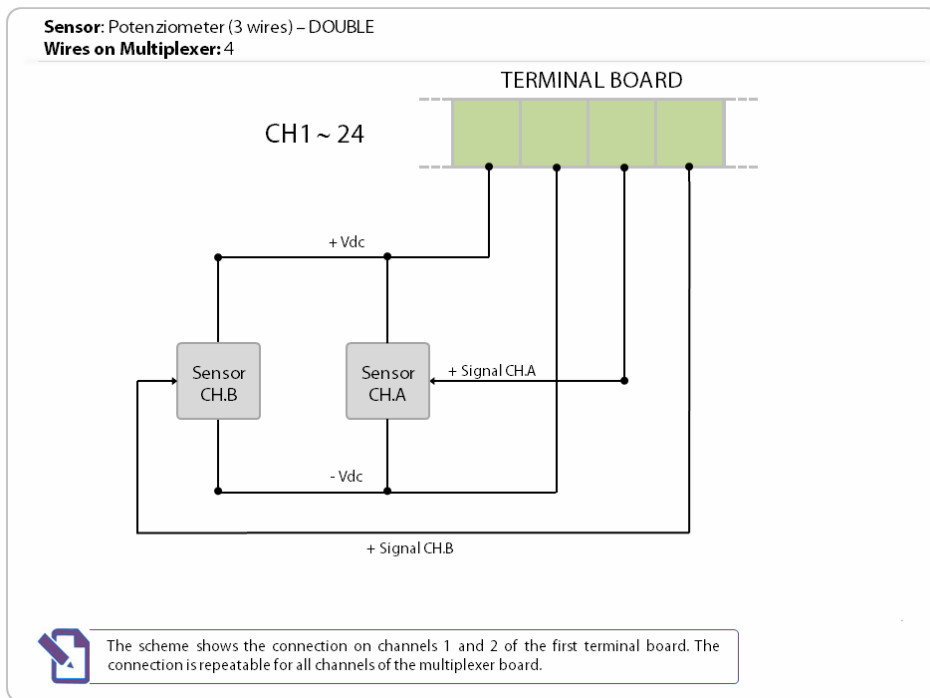 Sensor: Potenziometer (3 wires) – DOUBLE
Wires on Multiplexer: 4
TERMINAL BOARD
CH1 ~ 24
+ Vdc
Sensor
CH.B
Sensor
CH.A
+ Signal CH.A
- Vdc
+ Signal CH.B
The scheme shows the connection on channels 1 and 2 of the first terminal board. The
connection is repeatable for all channels of the multiplexer board.